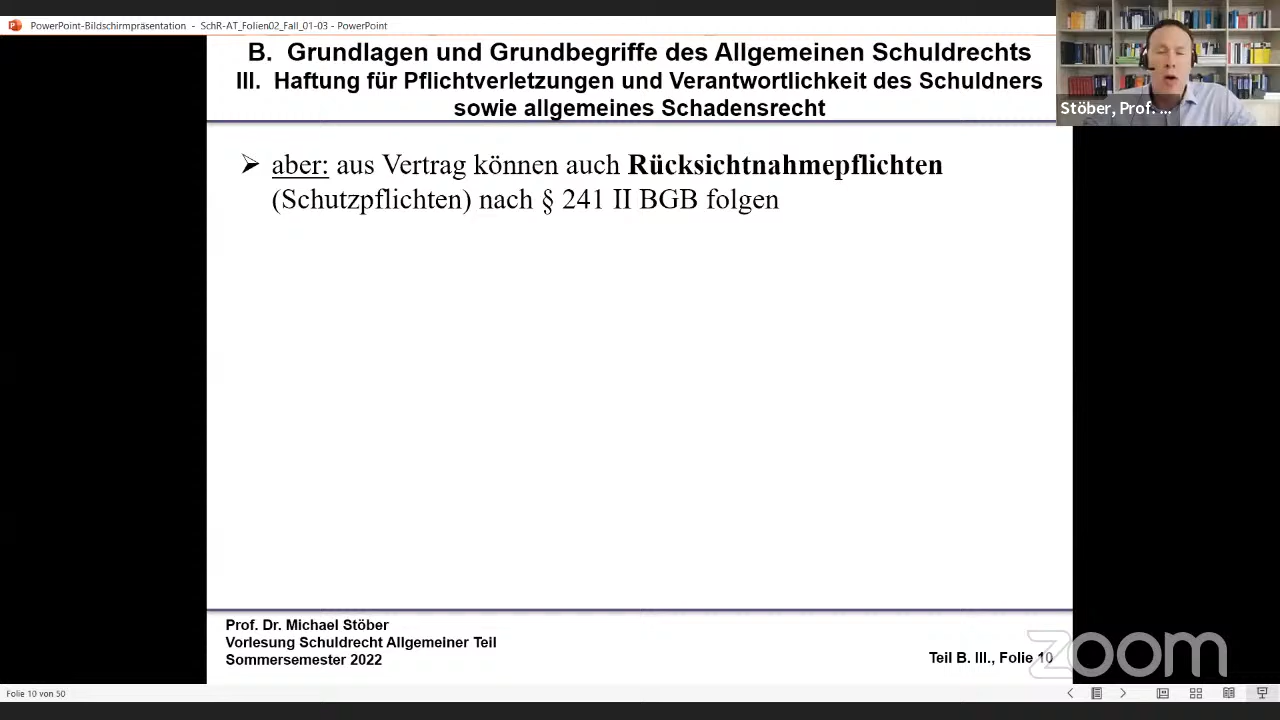 PowerPoint-Bildschirmpräsentation - SchR-AT_Folien02_Fall_01-03 - PowerPoint
B. Grundlagen und Grundbegriffe des Allgemeinen Schuldrechts
III. Haftung für Pflichtverletzungen und Verantwortlichkeit des Schuldners
sowie allgemeines Schadensrecht
Stöber, Prof. ...
➢ aber: aus Vertrag können auch Rücksichtnahmepflichten
(Schutzpflichten) nach § 241 II BGB folgen
Prof. Dr. Michael Stöber
Vorlesung Schuldrecht Allgemeiner Teil
Sommersemester 2022
Teil B. III., Folie 10
zoom
Folie 10 von 50